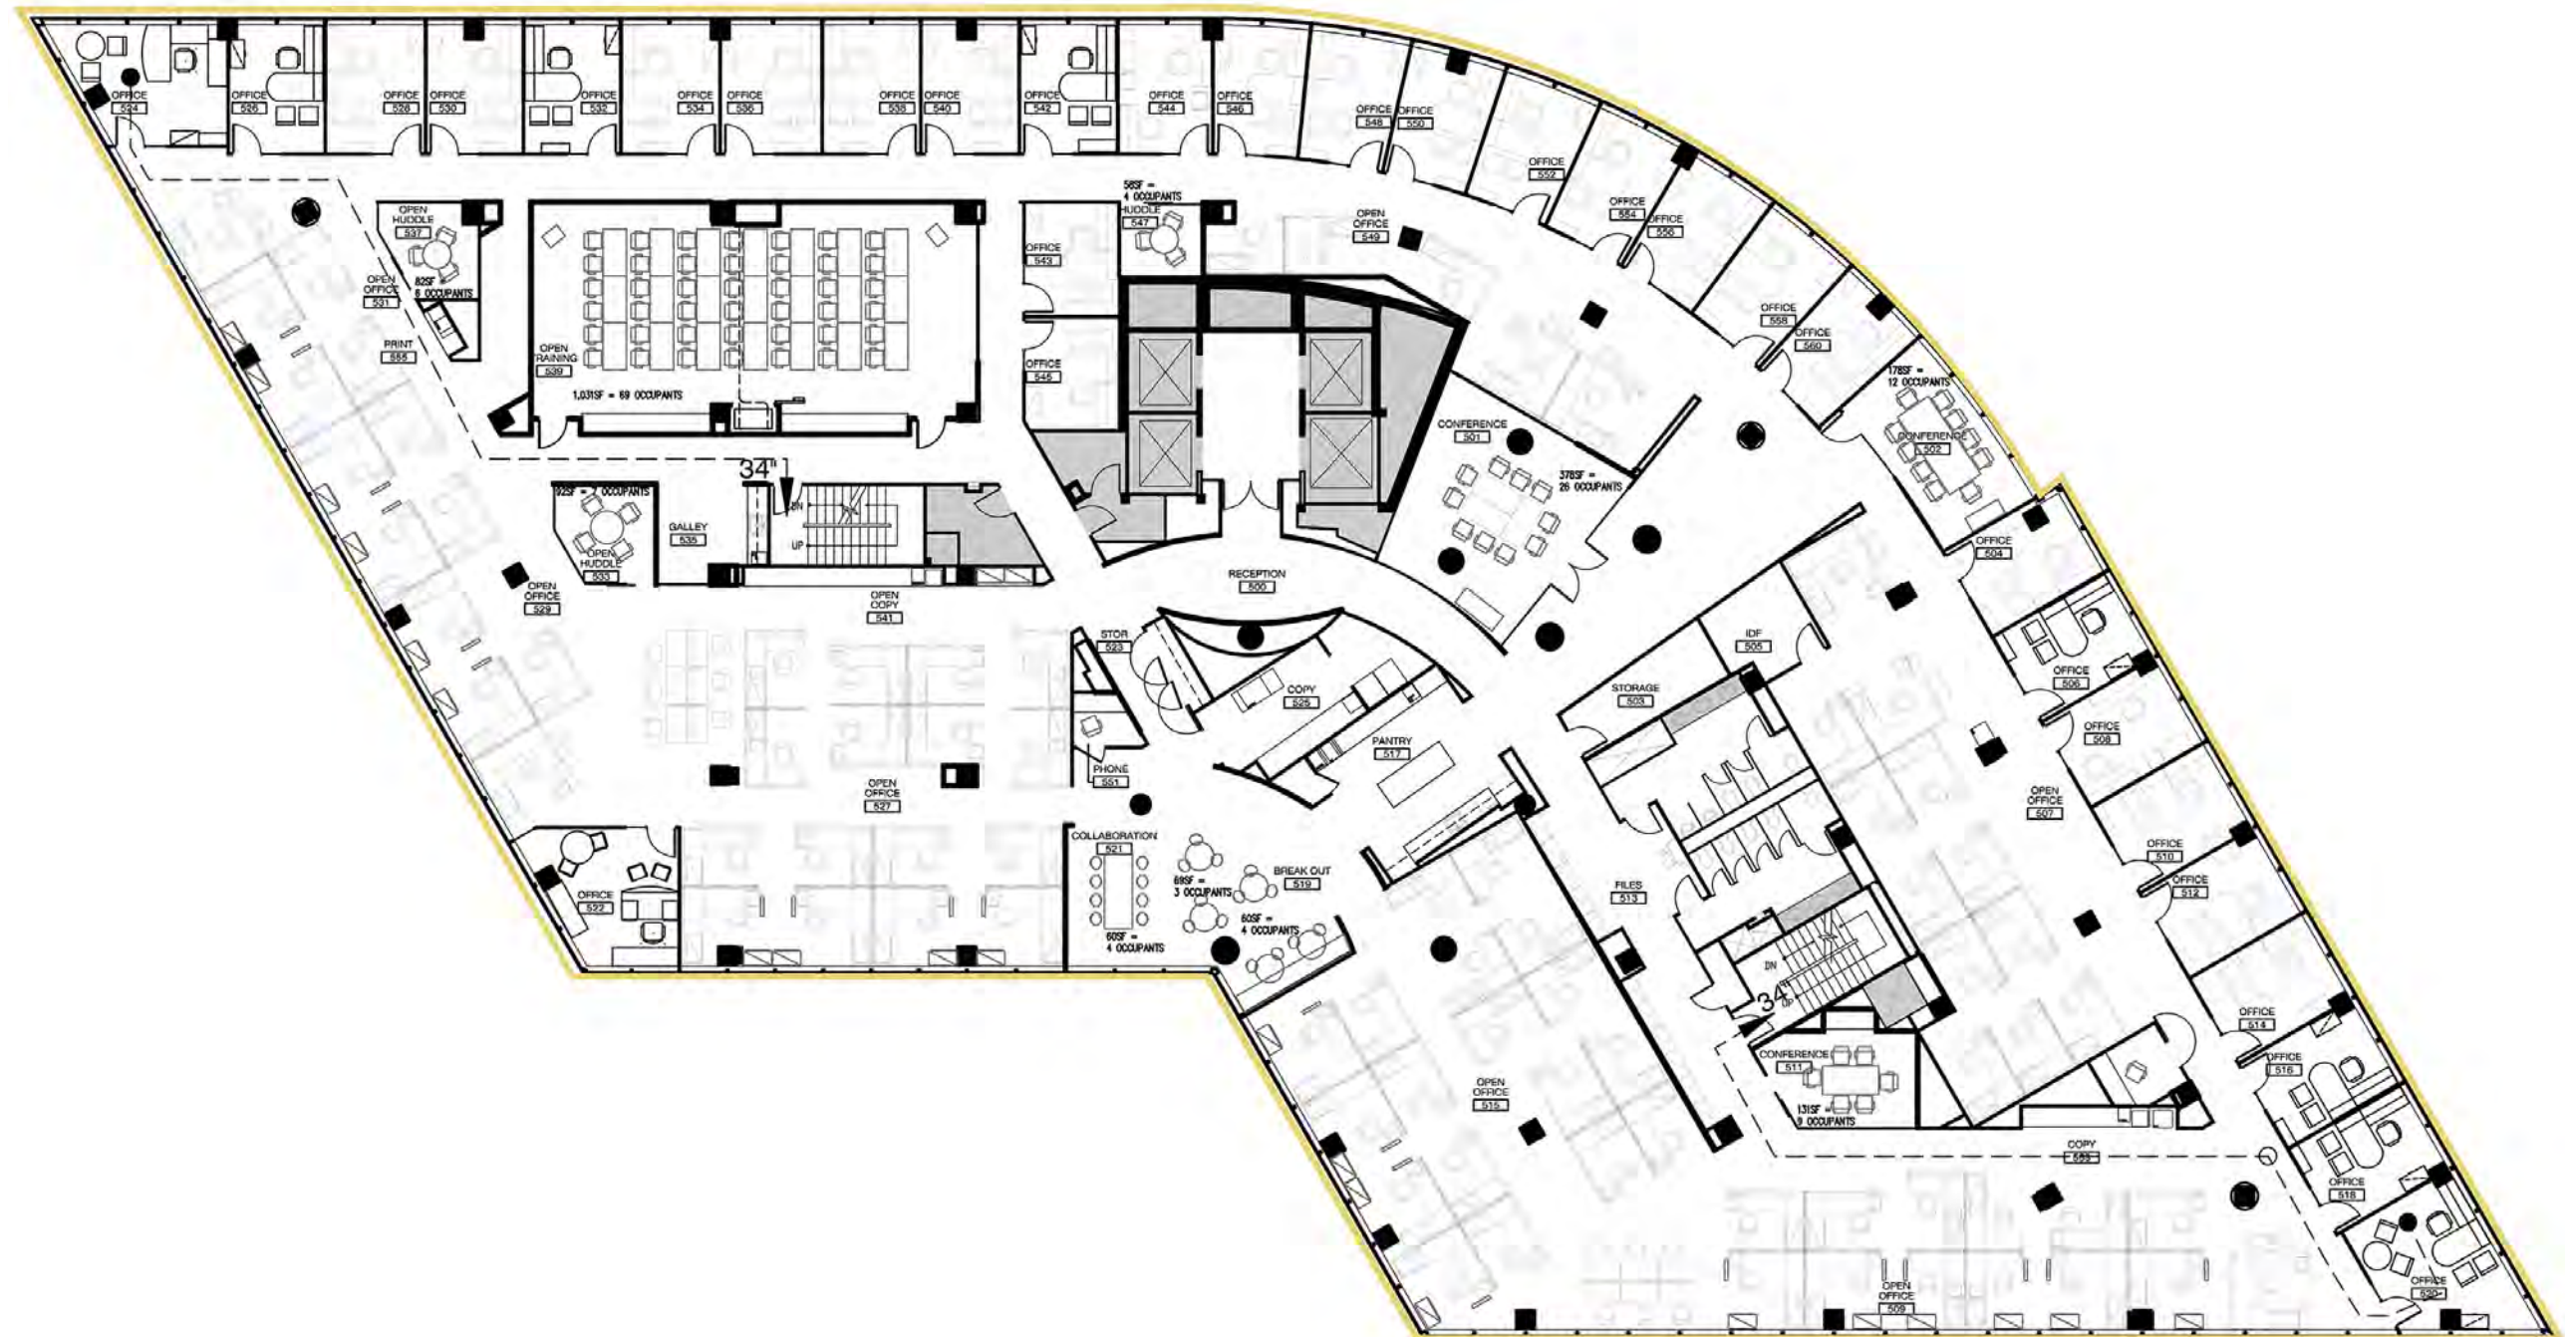 OFFICE
524
OFFICE
526
OFFICE
528
OFFICE
530
OFFICE
532
OFFICE
534
OFFICE
536
OFFICE
538
OFFICE
540
OFFICE
542
OFFICE
544
OFFICE
546
OFFICE
548
OFFICE
550
OFFICE
552
OFFICE
554
OFFICE
556
OFFICE
558
OFFICE
560
OPEN
HUDDLE
537
82SF =
6 OCCUPANTS
OPEN
OFFICE
531
PRINT
555
OPEN
TRAINING
539
1,031SF = 69 OCCUPANTS
OFFICE
543
OFFICE
545
56SF =
4 OCCUPANTS
HUDDLE
547
OPEN
OFFICE
549
178SF =
12 OCCUPANTS
CONFERENCE
502
CONFERENCE
501
378SF =
26 OCCUPANTS
34"
DN
UP
92SF = 7 OCCUPANTS
OPEN
HUDDLE
533
GALLEY
535
OPEN
OFFICE
529
OPEN
COPY
541
RECEPTION
500
OFFICE
504
STOR
523
IDF
505
STORAGE
503
COPY
525
PANTRY
517
OFFICE
506
OFFICE
508
PHONE
551
OPEN
OFFICE
527
OPEN
OFFICE
507
COLLABORATION
521
60SF =
4 OCCUPANTS
69SF =
3 OCCUPANTS
BREAK OUT
519
60SF =
4 OCCUPANTS
OFFICE
510
OFFICE
512
OFFICE
522
FILES
513
DN
UP
34"
OFFICE
514
OFFICE
516
CONFERENCE
511
131SF =
9 OCCUPANTS
OPEN
OFFICE
515
COPY
OFFICE
518
OFFICE
520
OPEN
OFFICE
509